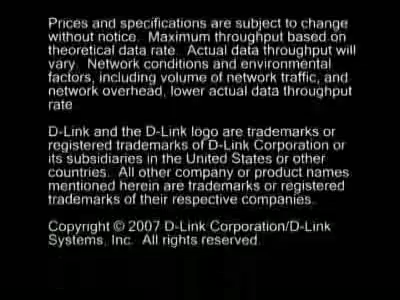 Prices and specifications are subject to change
without notice. Maximum throughput based on
theoretical data rate. Actual data throughput will
vary. Network conditions and environmental
factors, including volume of network traffic, and
network overhead, lower actual data throughput
rate
D-Link and the D-Link logo are trademarks or
registered trademarks of D-Link Corporation or
its subsidiaries in the United States or other
countries. All other company or product names
mentioned herein are trademarks or registered
trademarks of their respective companies.
Copyright © 2007 D-Link Corporation/D-Link
Systems, Inc. All rights reserved.